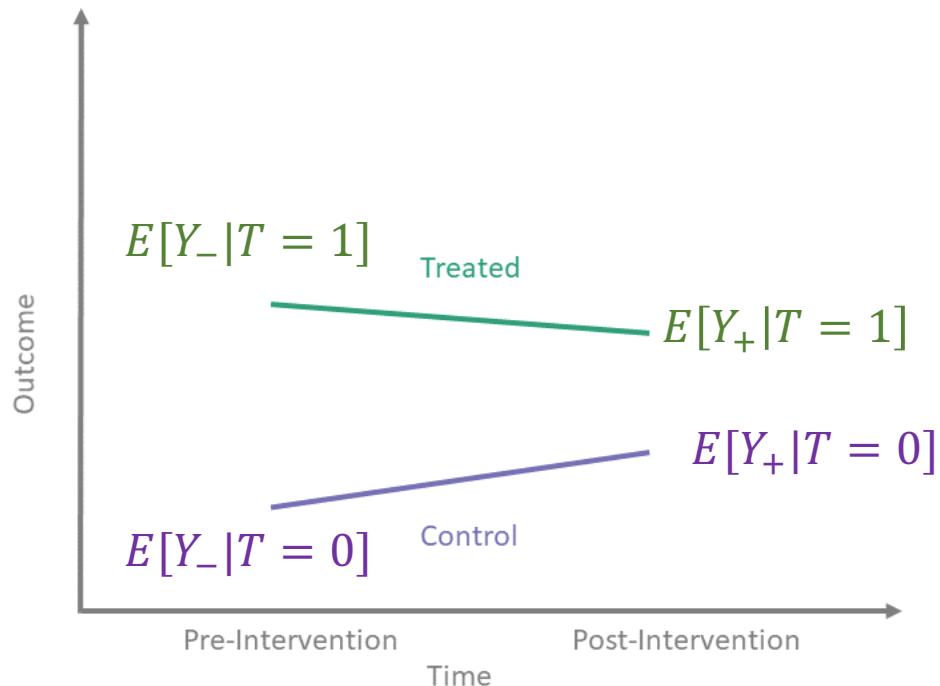 E[Y₋|T = 1]
Treated
E[Y₊|T = 1]
Outcome
E[Y₊|T = 0]
Control
E[Y₋|T = 0]
Pre-Intervention
Post-Intervention
Time